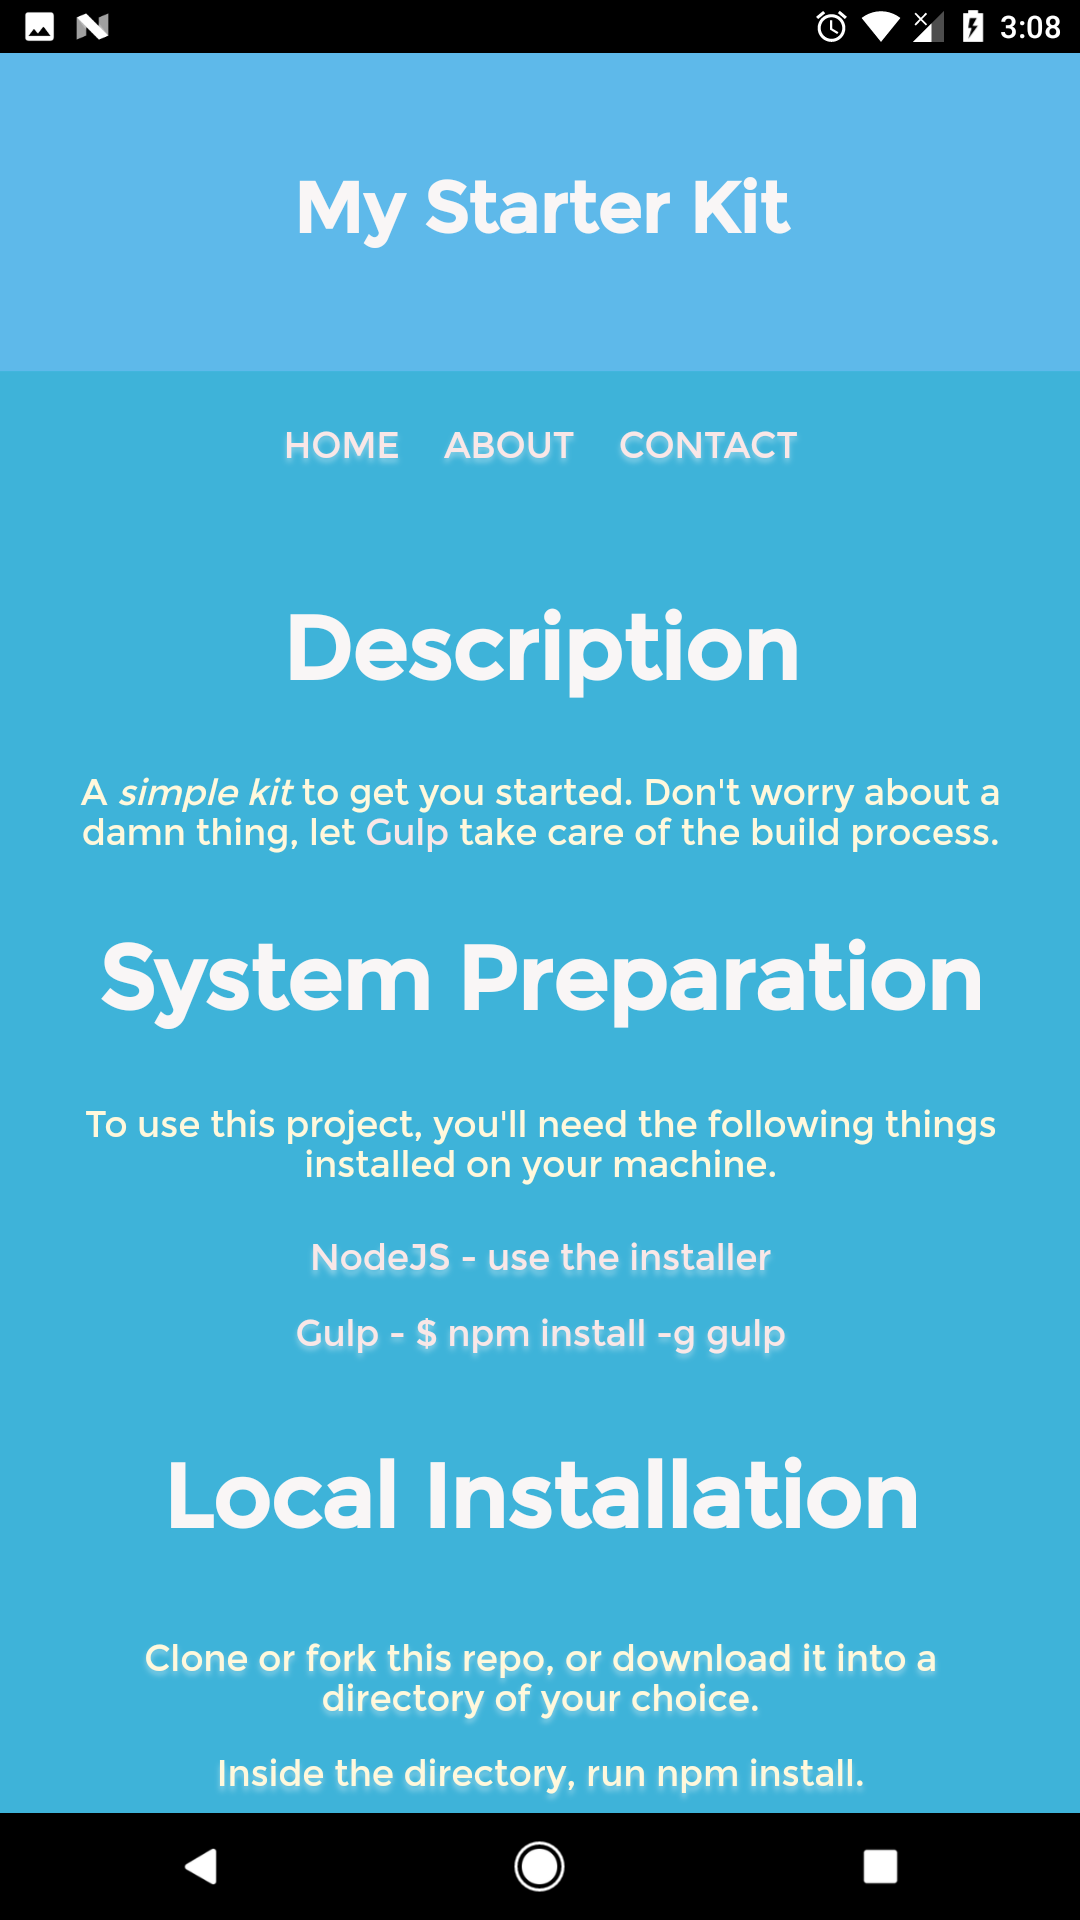 3:08
My Starter Kit
HOME ABOUT CONTACT
Description
A simple kit to get you started. Don't worry about a
damn thing, let Gulp take care of the build process.
System Preparation
To use this project, you'll need the following things
installed on your machine.
NodeJS - use the installer
Gulp - $ npm install -g gulp
Local Installation
Clone or fork this repo, or download it into a
directory of your choice.
Inside the directory, run npm install.